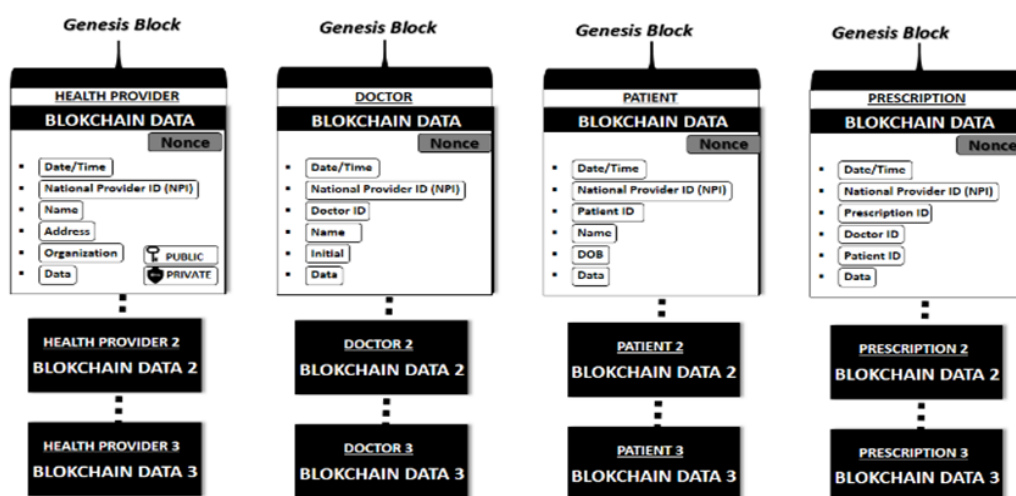 Genesis Block
HEALTH PROVIDER
BLOKCHAIN DATA
Nonce
Date/Time
National Provider ID (NPI)
Name
Address
Organization
PUBLIC
Data
PRIVATE
HEALTH PROVIDER 2
BLOKCHAIN DATA 2
HEALTH PROVIDER 3
BLOKCHAIN DATA 3
Genesis Block
DOCTOR
BLOKCHAIN DATA
Nonce
Date/Time
National Provider ID (NPI)
Doctor ID
Name
Initial
Data
DOCTOR 2
BLOKCHAIN DATA 2
DOCTOR 3
BLOKCHAIN DATA 3
Genesis Block
PATIENT
BLOKCHAIN DATA
Nonce
Date/Time
National Provider ID (NPI)
Patient ID
Name
DOB
Data
PATIENT 2
BLOKCHAIN DATA 2
PATIENT 3
BLOKCHAIN DATA 3
Genesis Block
PRESCRIPTION
BLOKCHAIN DATA
Nonce
Date/Time
National Provider ID (NPI)
Prescription ID
Doctor ID
Patient ID
Data
PRESCRIPTION 2
BLOKCHAIN DATA 2
PRESCRIPTION 3
BLOKCHAIN DATA 3